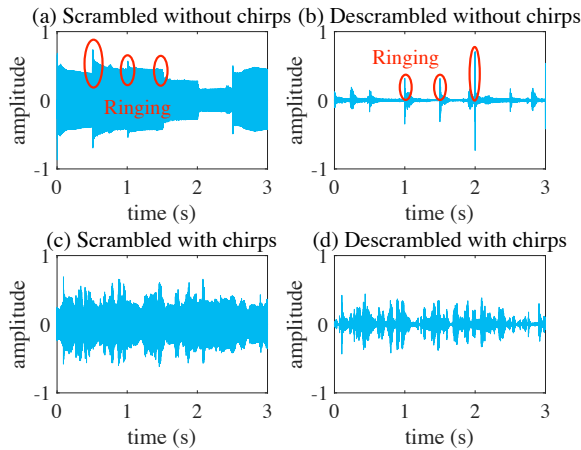 (a) Scrambled without chirps
amplitude
1
0
-1
Ringing
0 1 2 3
time (s)
(b) Descrambled without chirps
amplitude
1
0
-1
Ringing
0 1 2 3
time (s)
(c) Scrambled with chirps
amplitude
1
0
-1
0 1 2 3
time (s)
(d) Descrambled with chirps
amplitude
1
0
-1
0 1 2 3
time (s)